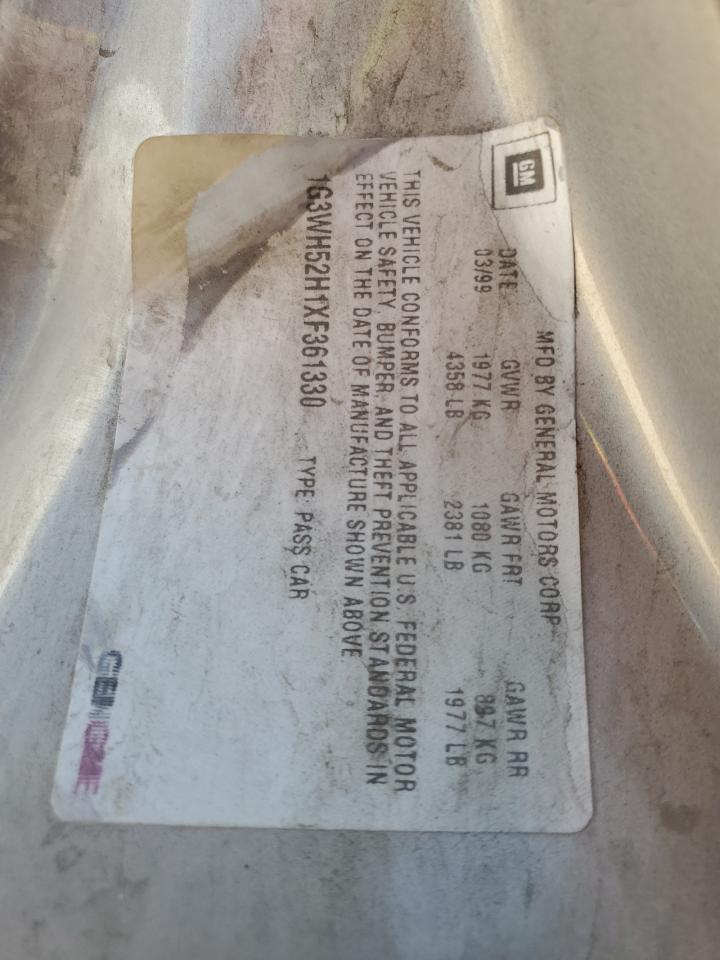 GM
MFD BY GENERAL MOTORS CORP
DATE GVWR GAWR FRT GAWR RR
03/99 1977 KG 1080 KG 897 KG
4358 LB 2381 LB 1977 LB
THIS VEHICLE CONFORMS TO ALL APPLICABLE U.S. FEDERAL MOTOR
VEHICLE SAFETY, BUMPER, AND THEFT PREVENTION STANDARDS IN
EFFECT ON THE DATE OF MANUFACTURE SHOWN ABOVE.
1G3WH52H1XF361330 TYPE: PASS CAR